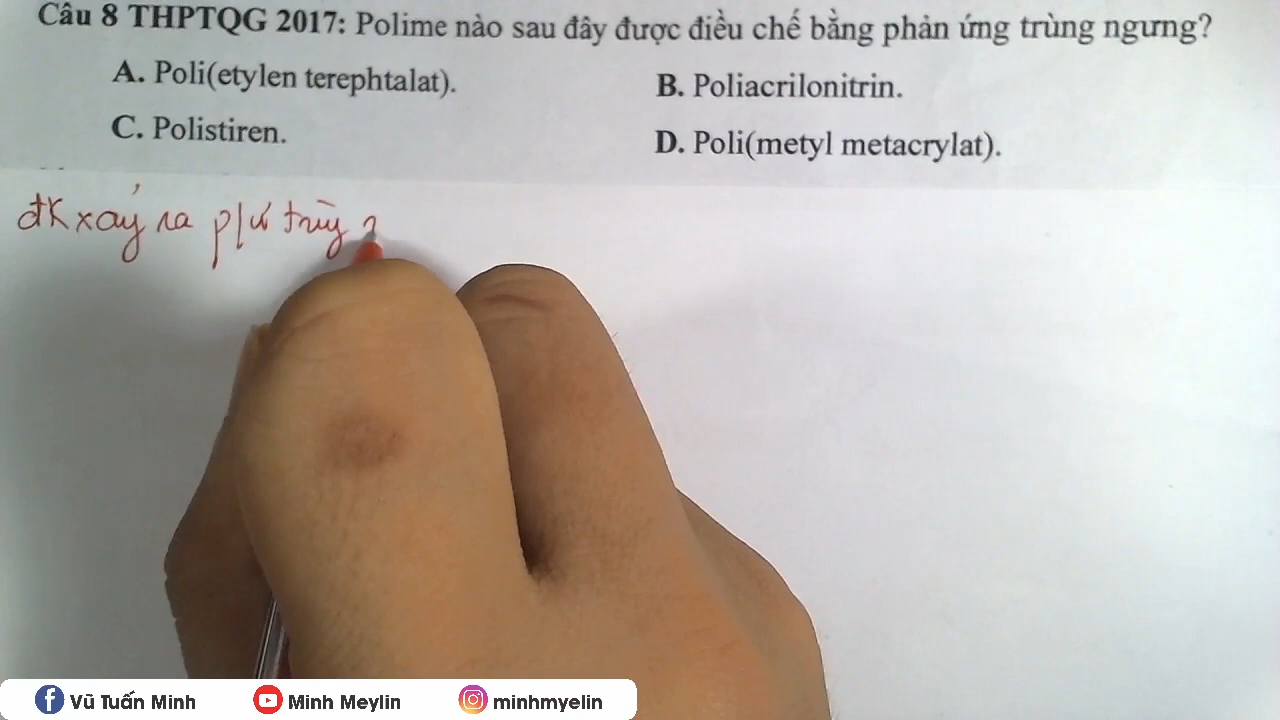 Câu 8 THPTQG 2017: Polime nào sau đây được điều chế bằng phản ứng trùng ngưng?
A. Poli(etylen terephtalat). B. Poliacrilonitrin.
C. Polistiren. D. Poli(metyl metacrylat).
đK xảy ra p/ư trùg
Vũ Tuấn Minh Minh Meylin minhmyelin